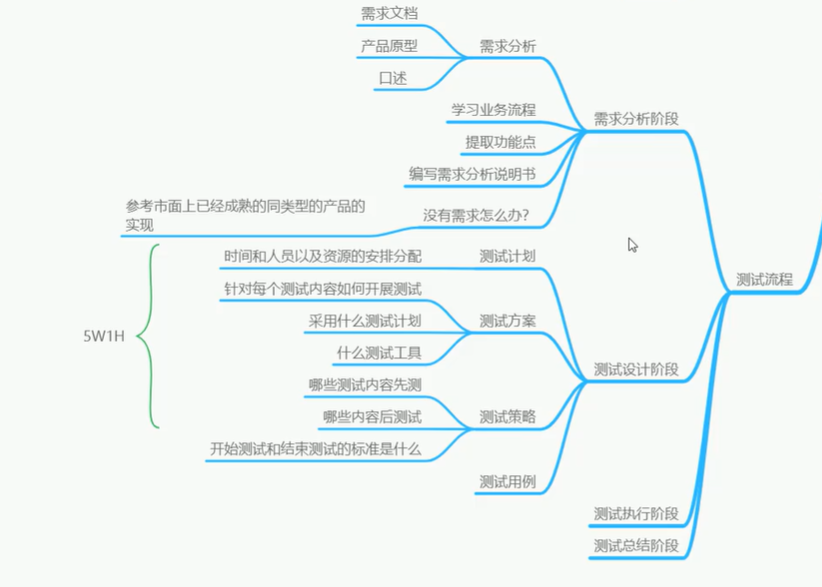 需求文档
产品原型
口述
需求分析
学习业务流程
提取功能点
编写需求分析说明书
参考市面上已经成熟的同类型的产品的
实现
没有需求怎么办?
需求分析阶段
时间和人员以及资源的安排分配
测试计划
针对每个测试内容如何开展测试
采用什么测试计划
什么测试工具
测试方案
5W1H
哪些测试内容先测
哪些内容后测试
开始测试和结束测试的标准是什么
测试策略
测试用例
测试设计阶段
测试执行阶段
测试总结阶段
测试流程